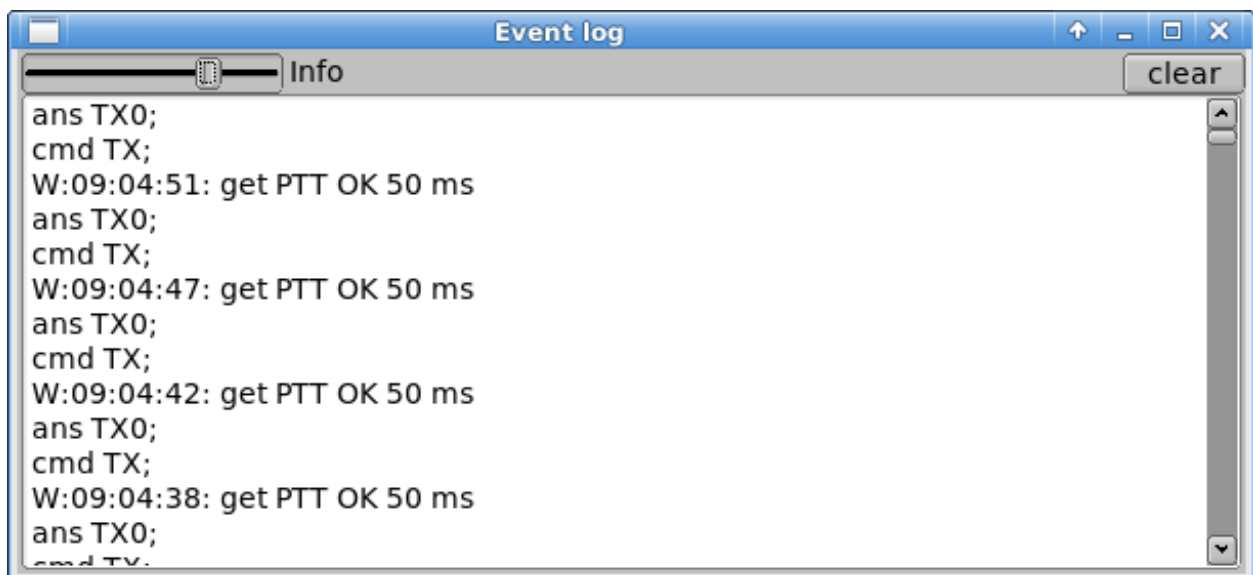 Event log
Info
clear
ans TX0;
cmd TX;
W:09:04:51: get PTT OK 50 ms
ans TX0;
cmd TX;
W:09:04:47: get PTT OK 50 ms
ans TX0;
cmd TX;
W:09:04:42: get PTT OK 50 ms
ans TX0;
cmd TX;
W:09:04:38: get PTT OK 50 ms
ans TX0;
cmd TX;